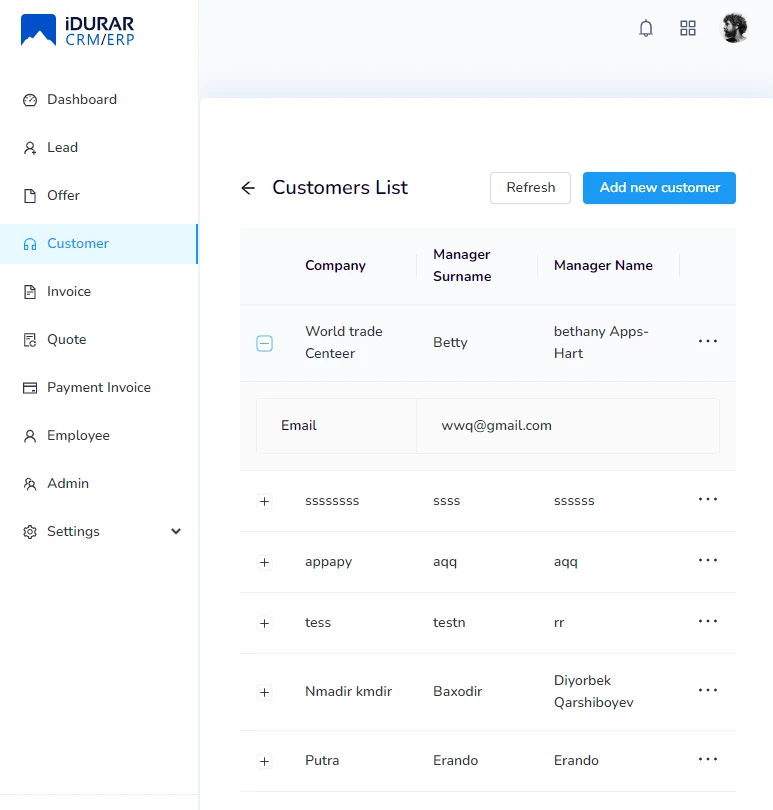 iDURAR
CRM/ERP
Dashboard
Lead
Offer
Customer
Invoice
Quote
Payment Invoice
Employee
Admin
Settings
Customers List
Refresh
Add new customer
Company
Manager
Surname
Manager Name
World trade
Centeer
Betty
bethany Apps-
Hart
Email
wwq@gmail.com
ssssssss
ssss
ssssss
appapy
aqq
aqq
tess
testn
rr
Nmadir kmdir
Baxodir
Diyorbek
Qarshiboyev
Putra
Erando
Erando